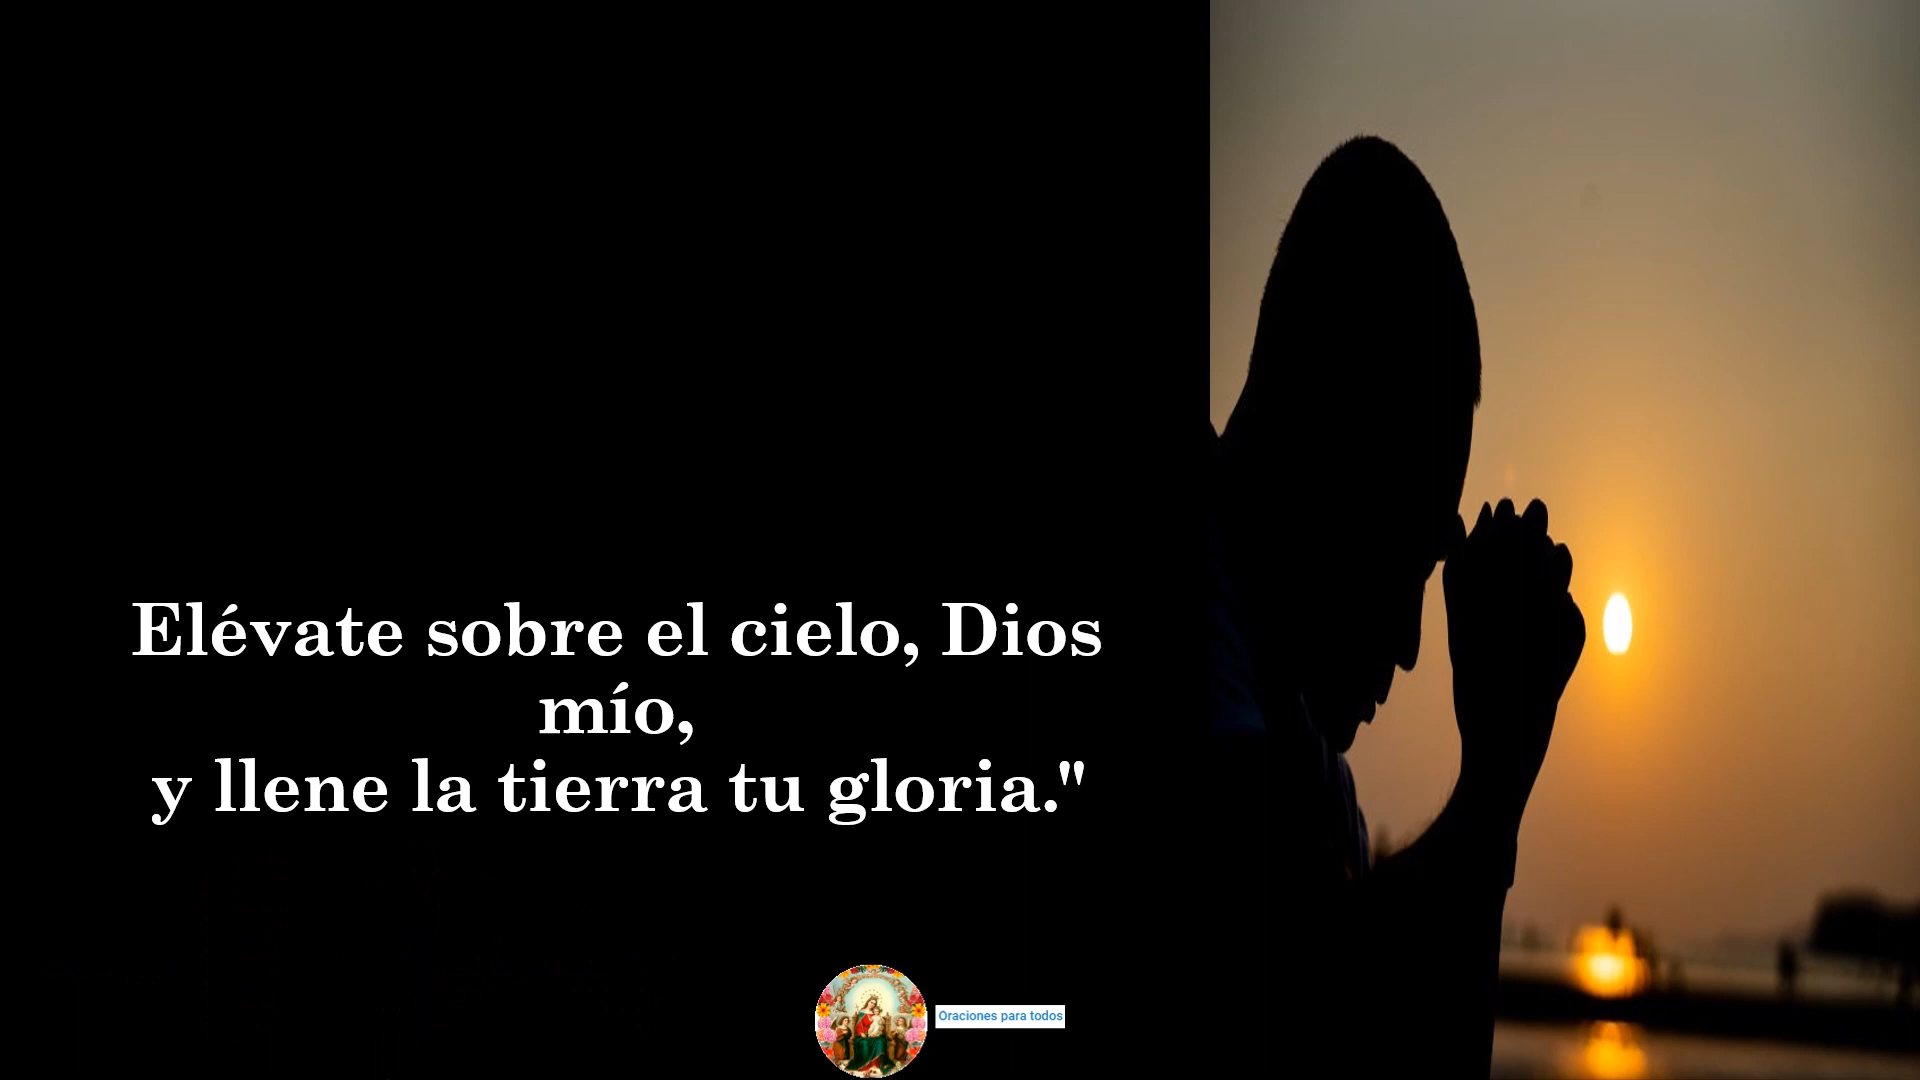 Elévate sobre el cielo, Dios
mío,
y llene la tierra tu gloria."
Oraciones para todos